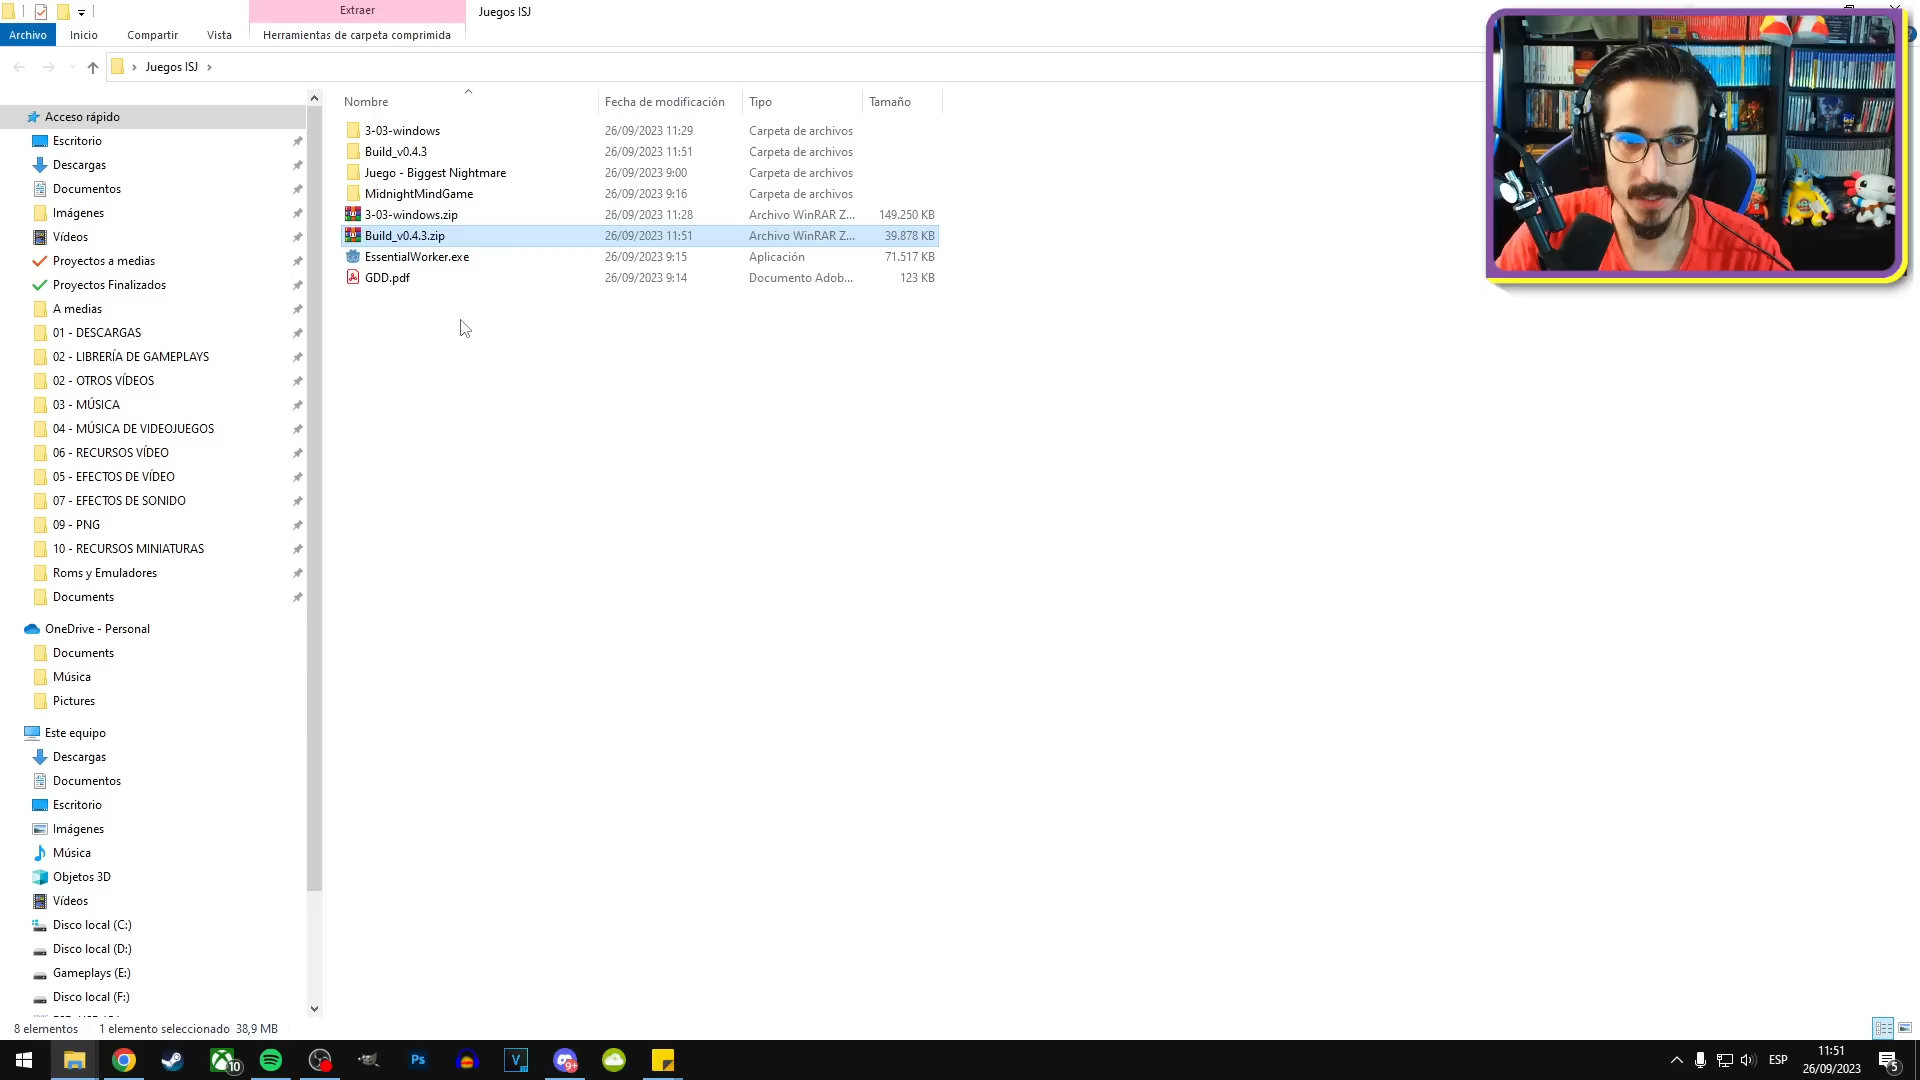 Extraer
Juegos ISJ
Archivo
Inicio
Compartir
Vista
Herramientas de carpeta comprimida
Juegos ISJ
Nombre
Fecha de modificación
Tipo
Tamaño
Acceso rápido
Escritorio
Descargas
Documentos
Imágenes
Vídeos
Proyectos a medias
Proyectos Finalizados
A medias
01 - DESCARGAS
02 - LIBRERÍA DE GAMEPLAYS
02 - OTROS VÍDEOS
03 - MÚSICA
04 - MÚSICA DE VIDEOJUEGOS
06 - RECURSOS VÍDEO
05 - EFECTOS DE VÍDEO
07 - EFECTOS DE SONIDO
09 - PNG
10 - RECURSOS MINIATURAS
Roms y Emuladores
Documents
OneDrive - Personal
Documents
Música
Pictures
Este equipo
Descargas
Documentos
Escritorio
Imágenes
Música
Objetos 3D
Vídeos
Disco local (C:)
Disco local (D:)
Gameplays (E:)
Disco local (F:)
3-03-windows 26/09/2023 11:29 Carpeta de archivos
Build_v0.4.3 26/09/2023 11:51 Carpeta de archivos
Juego - Biggest Nightmare 26/09/2023 9:00 Carpeta de archivos
MidnightMindGame 26/09/2023 9:16 Carpeta de archivos
3-03-windows.zip 26/09/2023 11:28 Archivo WinRAR Z... 149.250 KB
Build_v0.4.3.zip 26/09/2023 11:51 Archivo WinRAR Z... 39.878 KB
EssentialWorker.exe 26/09/2023 9:15 Aplicación 71.517 KB
GDD.pdf 26/09/2023 9:14 Documento Adob... 123 KB
8 elementos 1 elemento seleccionado 38,9 MB
10
Ps
V
9+
ESP
11:51
26/09/2023
5